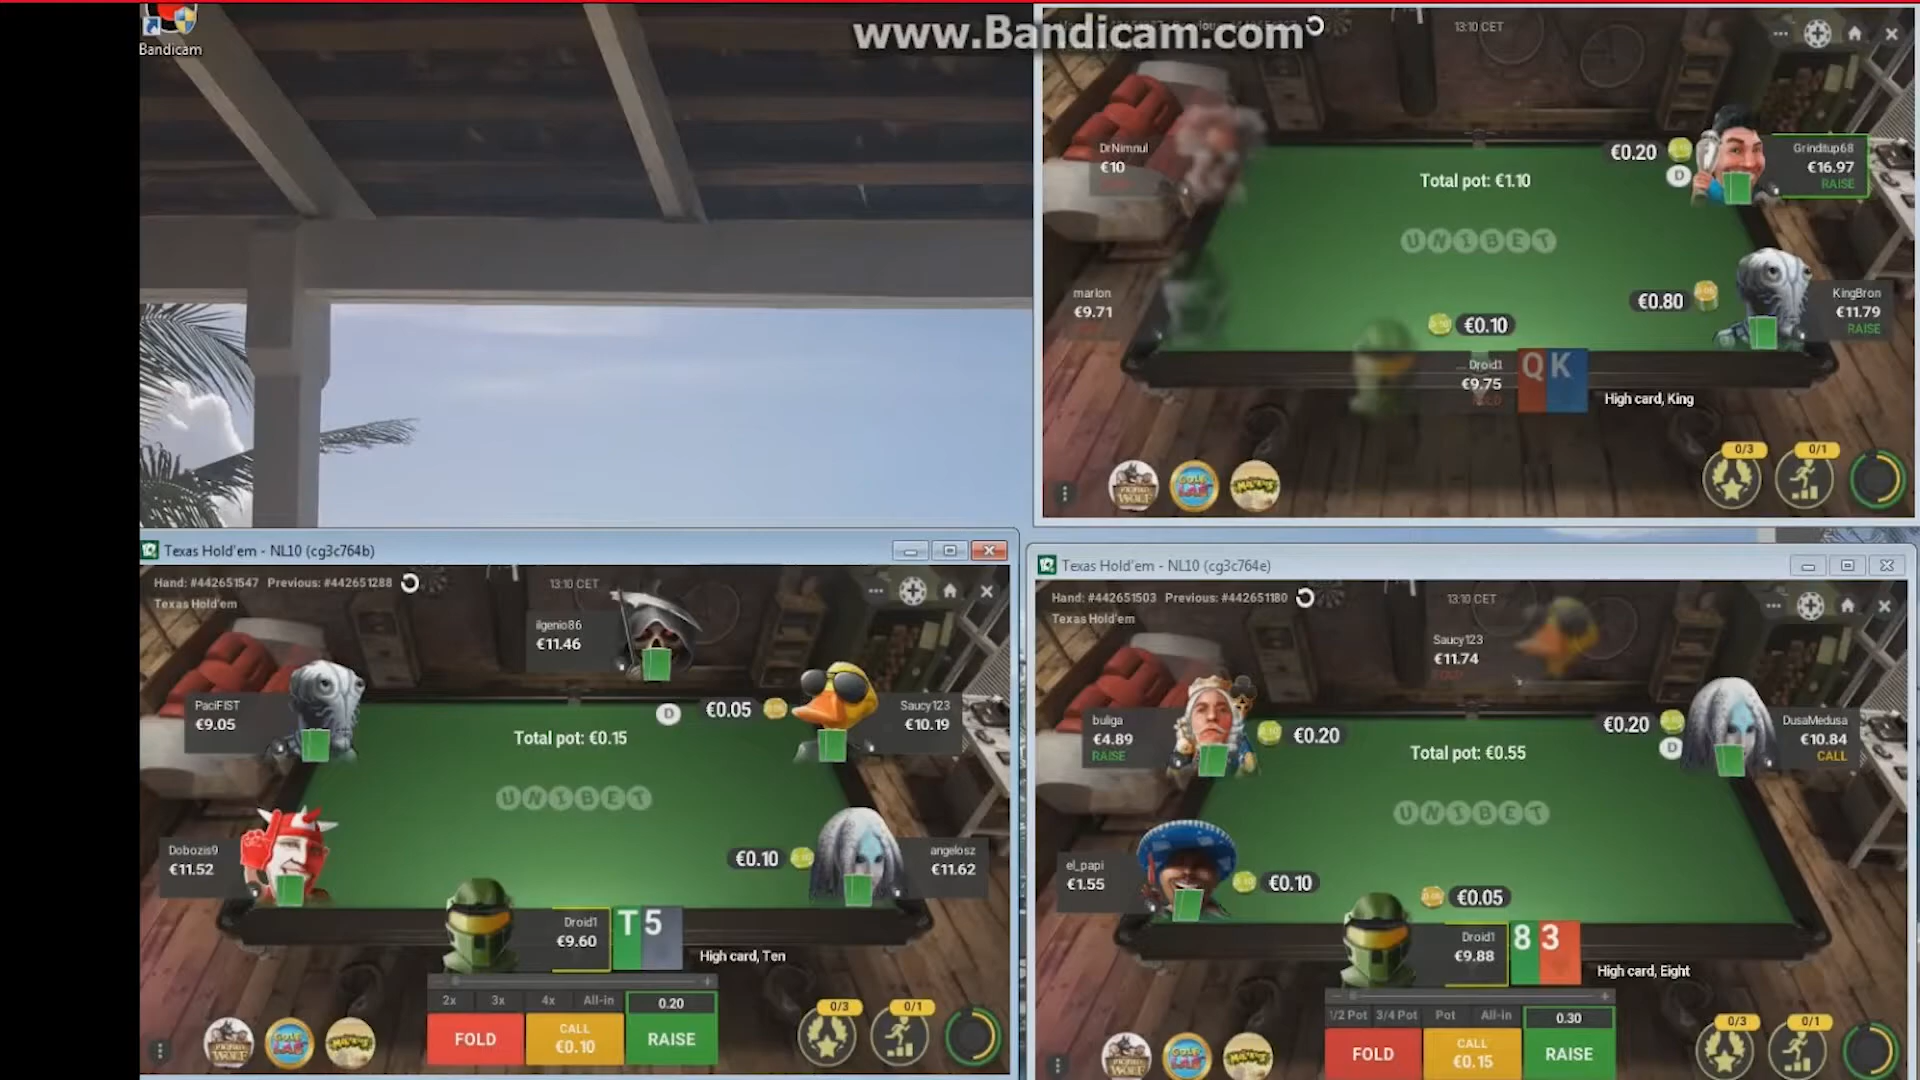 Bandicam
www.Bandicam.com
13:10 CET
DrNimnul
€10
€0.20
D
Grinditup68
€16.97
RAISE
Total pot: €1.10
UNIBET
marlon
€9.71
€0.80
KingBron
€11.79
RAISE
€0.10
Droid1
€9.75
FOLD
Q K
High card, King
0/3
0/1
Texas Hold'em - NL10 (cg3c764b)
Hand: #442651547 Previous: #442651288
13:10 CET
Texas Hold'em
ilgenio86
€11.46
PaciFIST
€9.05
D
€0.05
Saucy123
€10.19
Total pot: €0.15
UNIBET
Dobozis9
€11.52
€0.10
angelosz
€11.62
Droid1
€9.60
T 5
High card, Ten
2x 3x 4x All-in 0.20
FOLD
CALL
€0.10
RAISE
0/3
0/1
Texas Hold'em - NL10 (cg3c764e)
Hand: #442651503 Previous: #442651180
13:10 CET
Texas Hold'em
Saucy123
€11.74
FOLD
buliga
€4.89
RAISE
€0.20
€0.20
D
DusaMedusa
€10.84
CALL
Total pot: €0.55
UNIBET
el_papi
€1.55
€0.10
€0.05
Droid1
€9.88
8 3
High card, Eight
1/2 Pot 3/4 Pot Pot All-in 0.30
FOLD
CALL
€0.15
RAISE
0/3
0/1